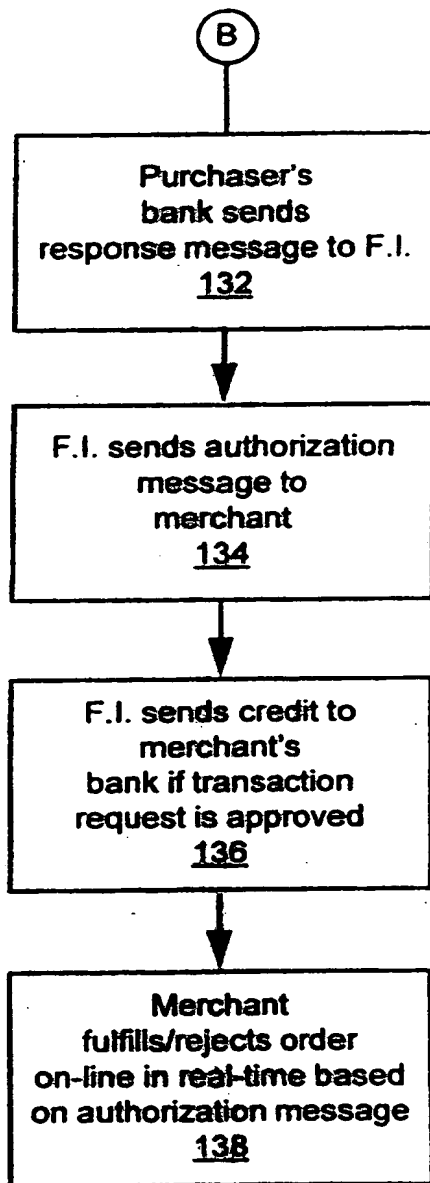 B
Purchaser's
bank sends
response message to F.I.
132
F.I. sends authorization
message to
merchant
134
F.I. sends credit to
merchant's
bank if transaction
request is approved
136
Merchant
fulfills/rejects order
on-line in real-time based
on authorization message
138